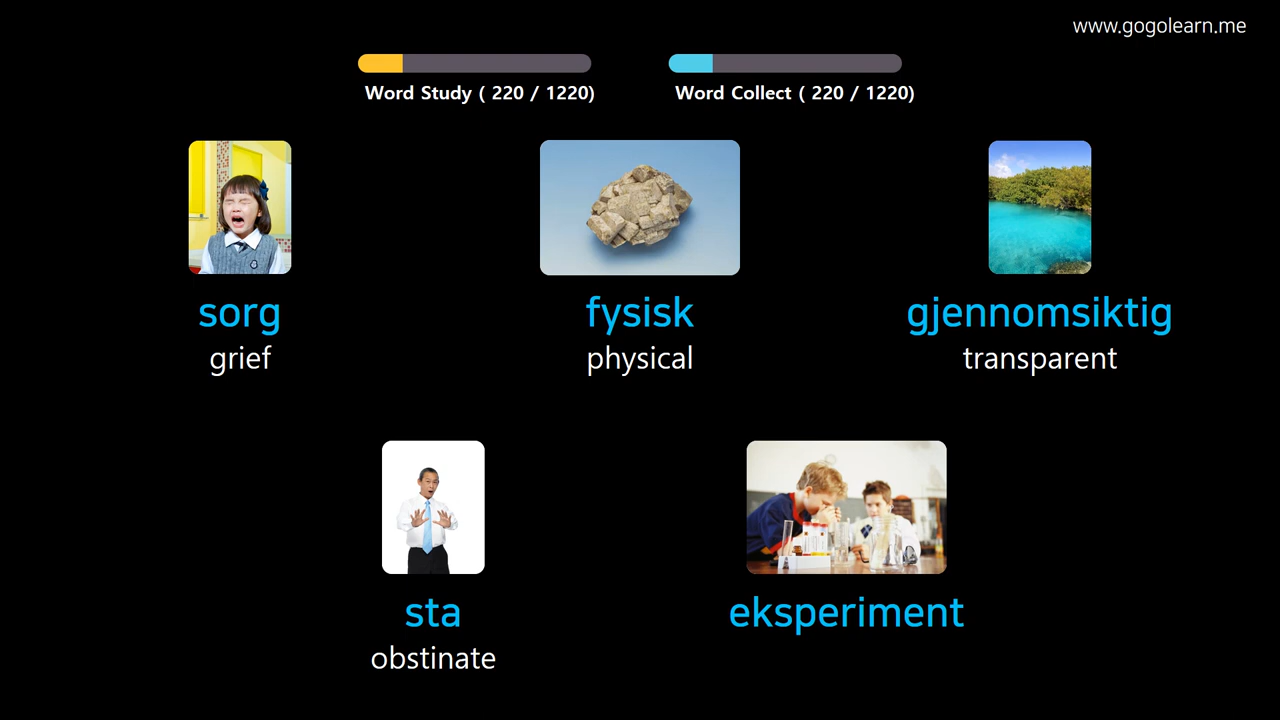 www.gogolearn.me
Word Study ( 220 / 1220)
Word Collect ( 220 / 1220)
sorg
grief
fysisk
physical
gjennomsiktig
transparent
sta
obstinate
eksperiment